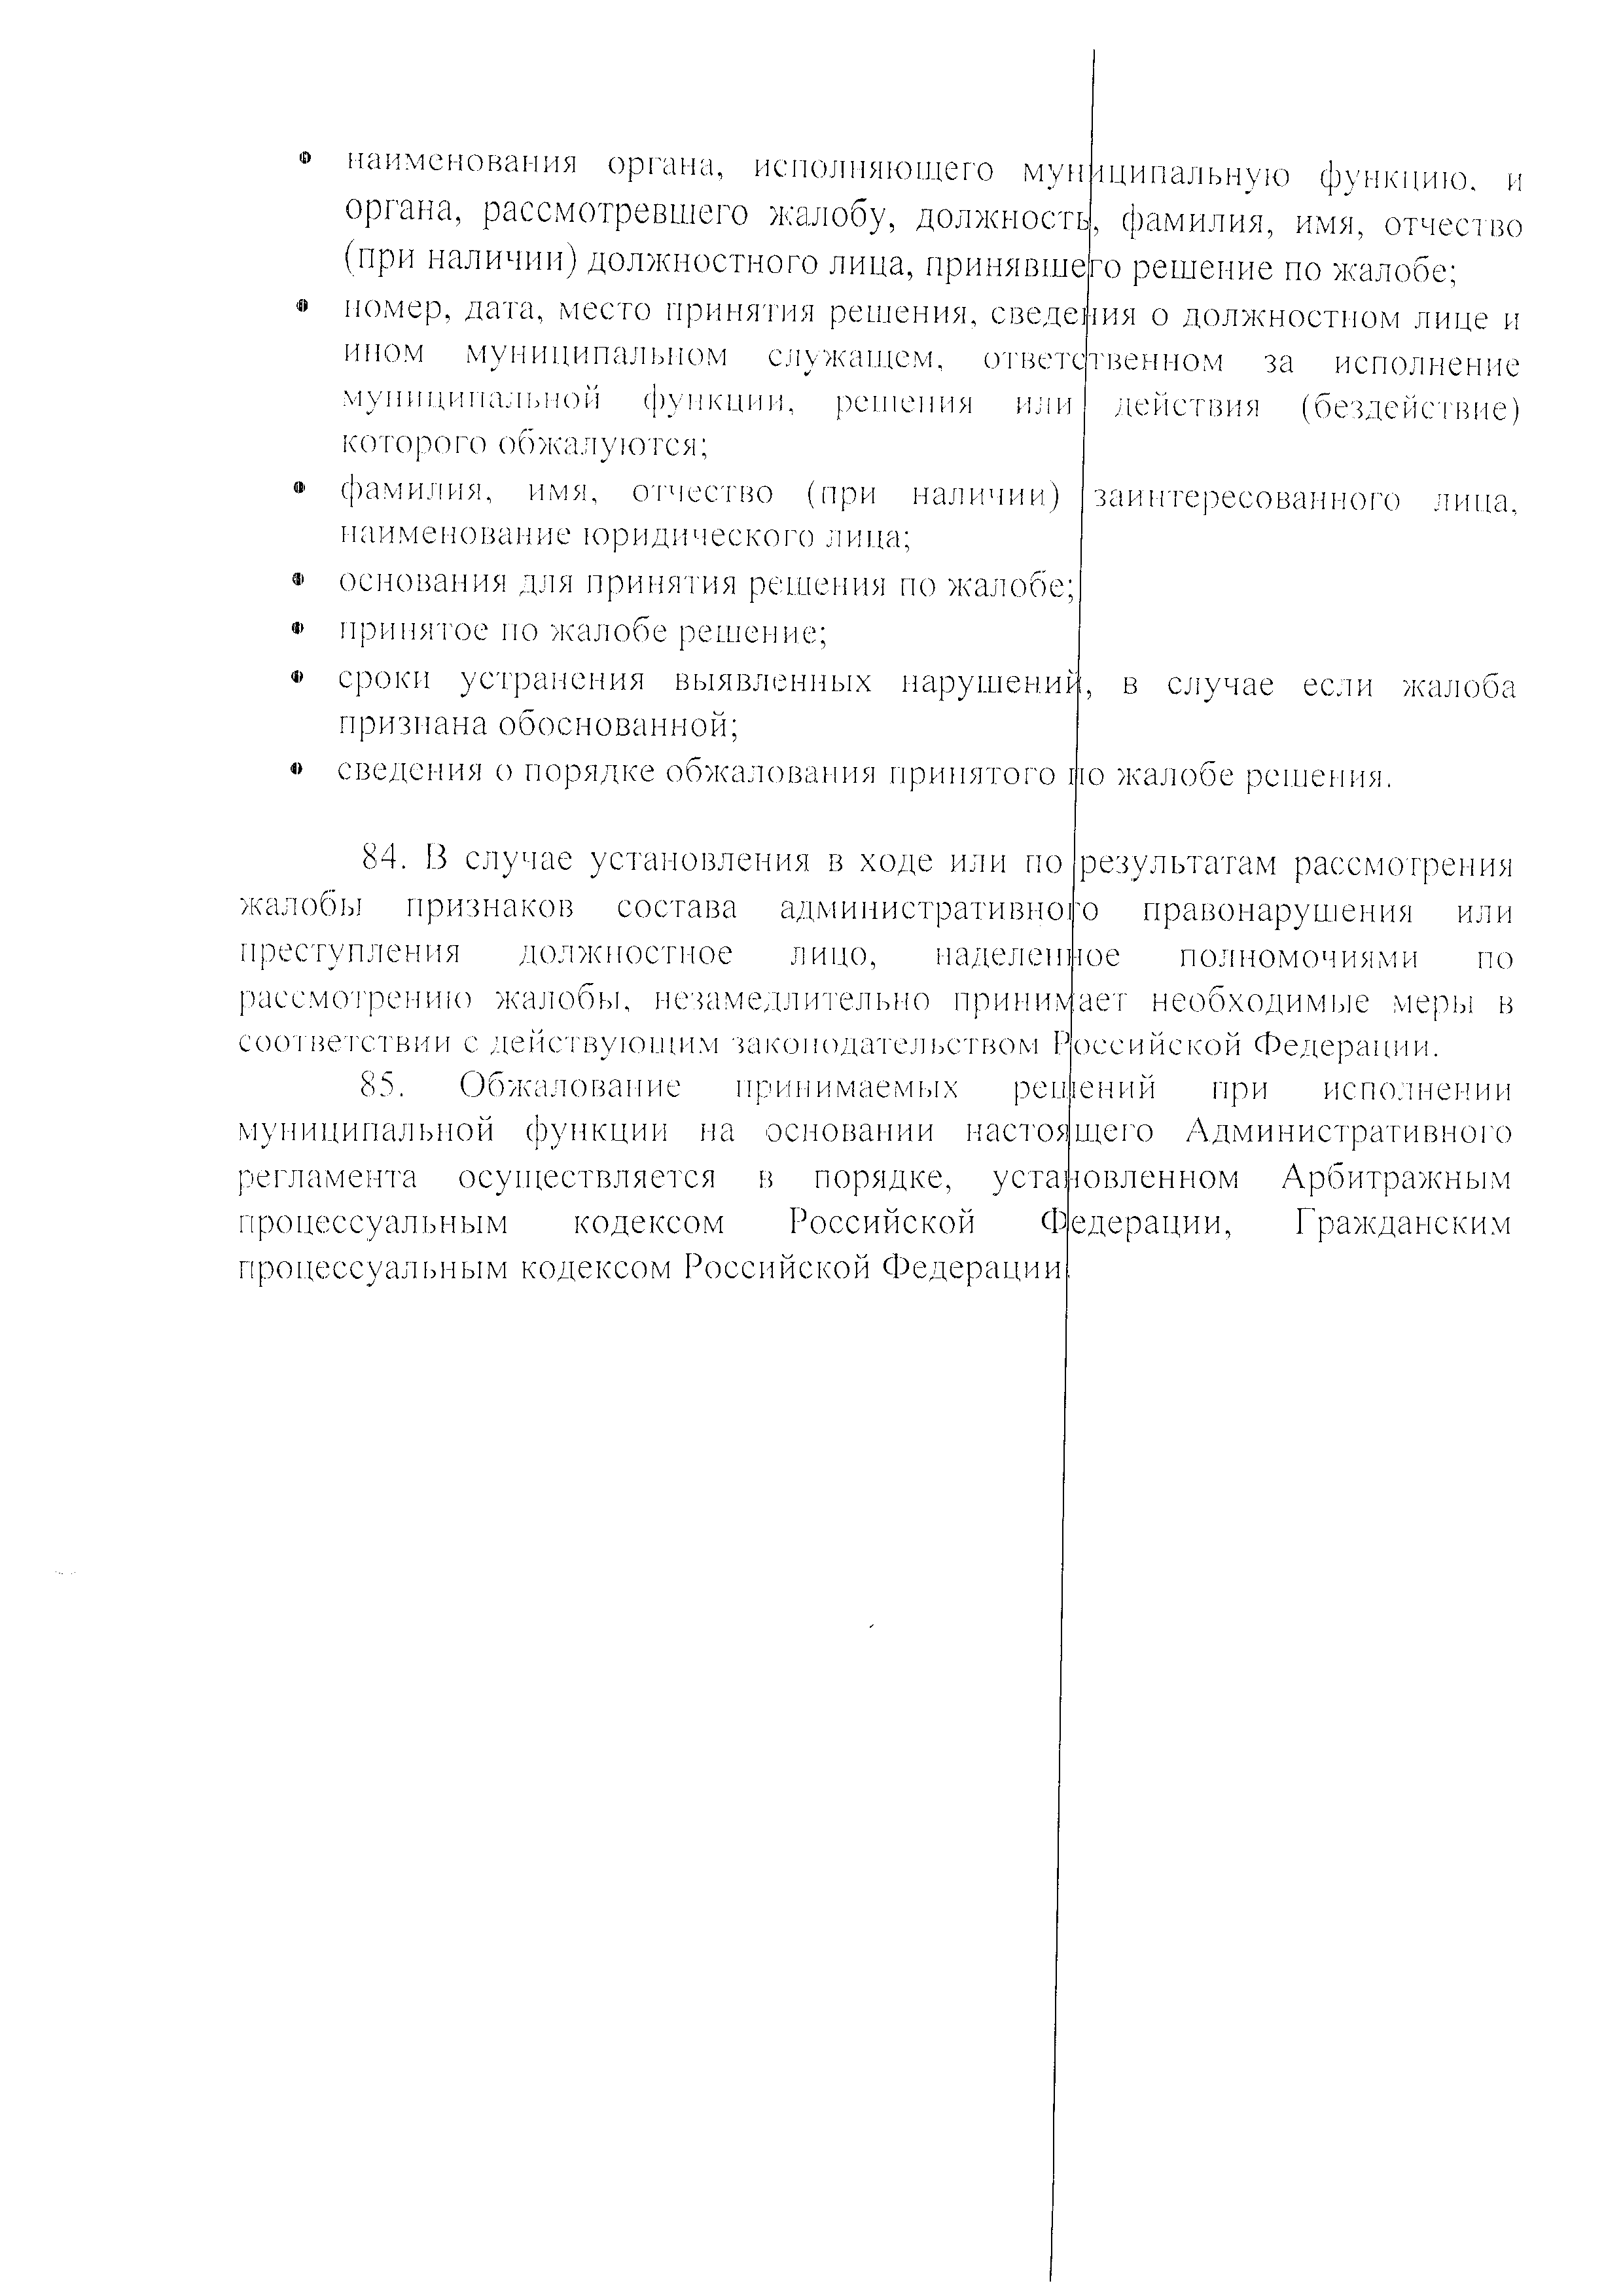 • наименования органа, исполняющего муниципальную функцию, и
органа, рассмотревшего жалобу, должность, фамилия, имя, отчество
(при наличии) должностного лица, принявшего решение по жалобе;
• номер, дата, место принятия решения, сведения о должностном лице и
ином муниципальном служащем, ответственном за исполнение
муниципальной функции, решения или действия (бездействие)
которого обжалуются;
• фамилия, имя, отчество (при наличии) заинтересованного лица,
наименование юридического лица;
• основания для принятия решения по жалобе;
• принятое по жалобе решение;
• сроки устранения выявленных нарушений, в случае если жалоба
признана обоснованной;
• сведения о порядке обжалования принятого по жалобе решения.
84. В случае установления в ходе или по результатам рассмотрения
жалобы признаков состава административного правонарушения или
преступления должностное лицо, наделенное полномочиями по
рассмотрению жалобы, незамедлительно принимает необходимые меры в
соответствии с действующим законодательством Российской Федерации.
85. Обжалование принимаемых решений при исполнении
муниципальной функции на основании настоящего Административного
регламента осуществляется в порядке, установленном Арбитражным
процессуальным кодексом Российской Федерации, Гражданским
процессуальным кодексом Российской Федерации.